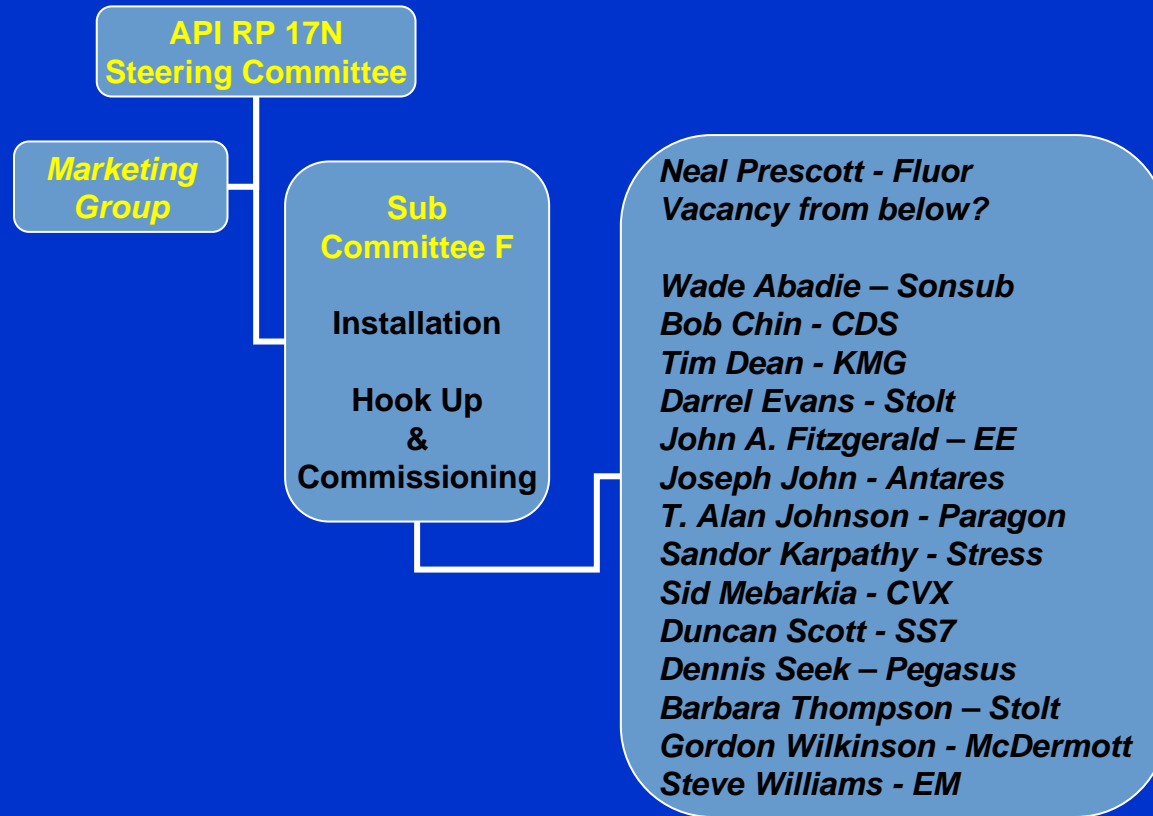 API RP 17N
Steering Committee
Marketing
Group
Sub
Committee F
Installation
Hook Up
&
Commissioning
Neal Prescott - Fluor
Vacancy from below?
Wade Abadie – Sonsub
Bob Chin - CDS
Tim Dean - KMG
Darrel Evans - Stolt
John A. Fitzgerald – EE
Joseph John - Antares
T. Alan Johnson - Paragon
Sandor Karpathy - Stress
Sid Mebarkia - CVX
Duncan Scott - SS7
Dennis Seek – Pegasus
Barbara Thompson – Stolt
Gordon Wilkinson - McDermott
Steve Williams - EM